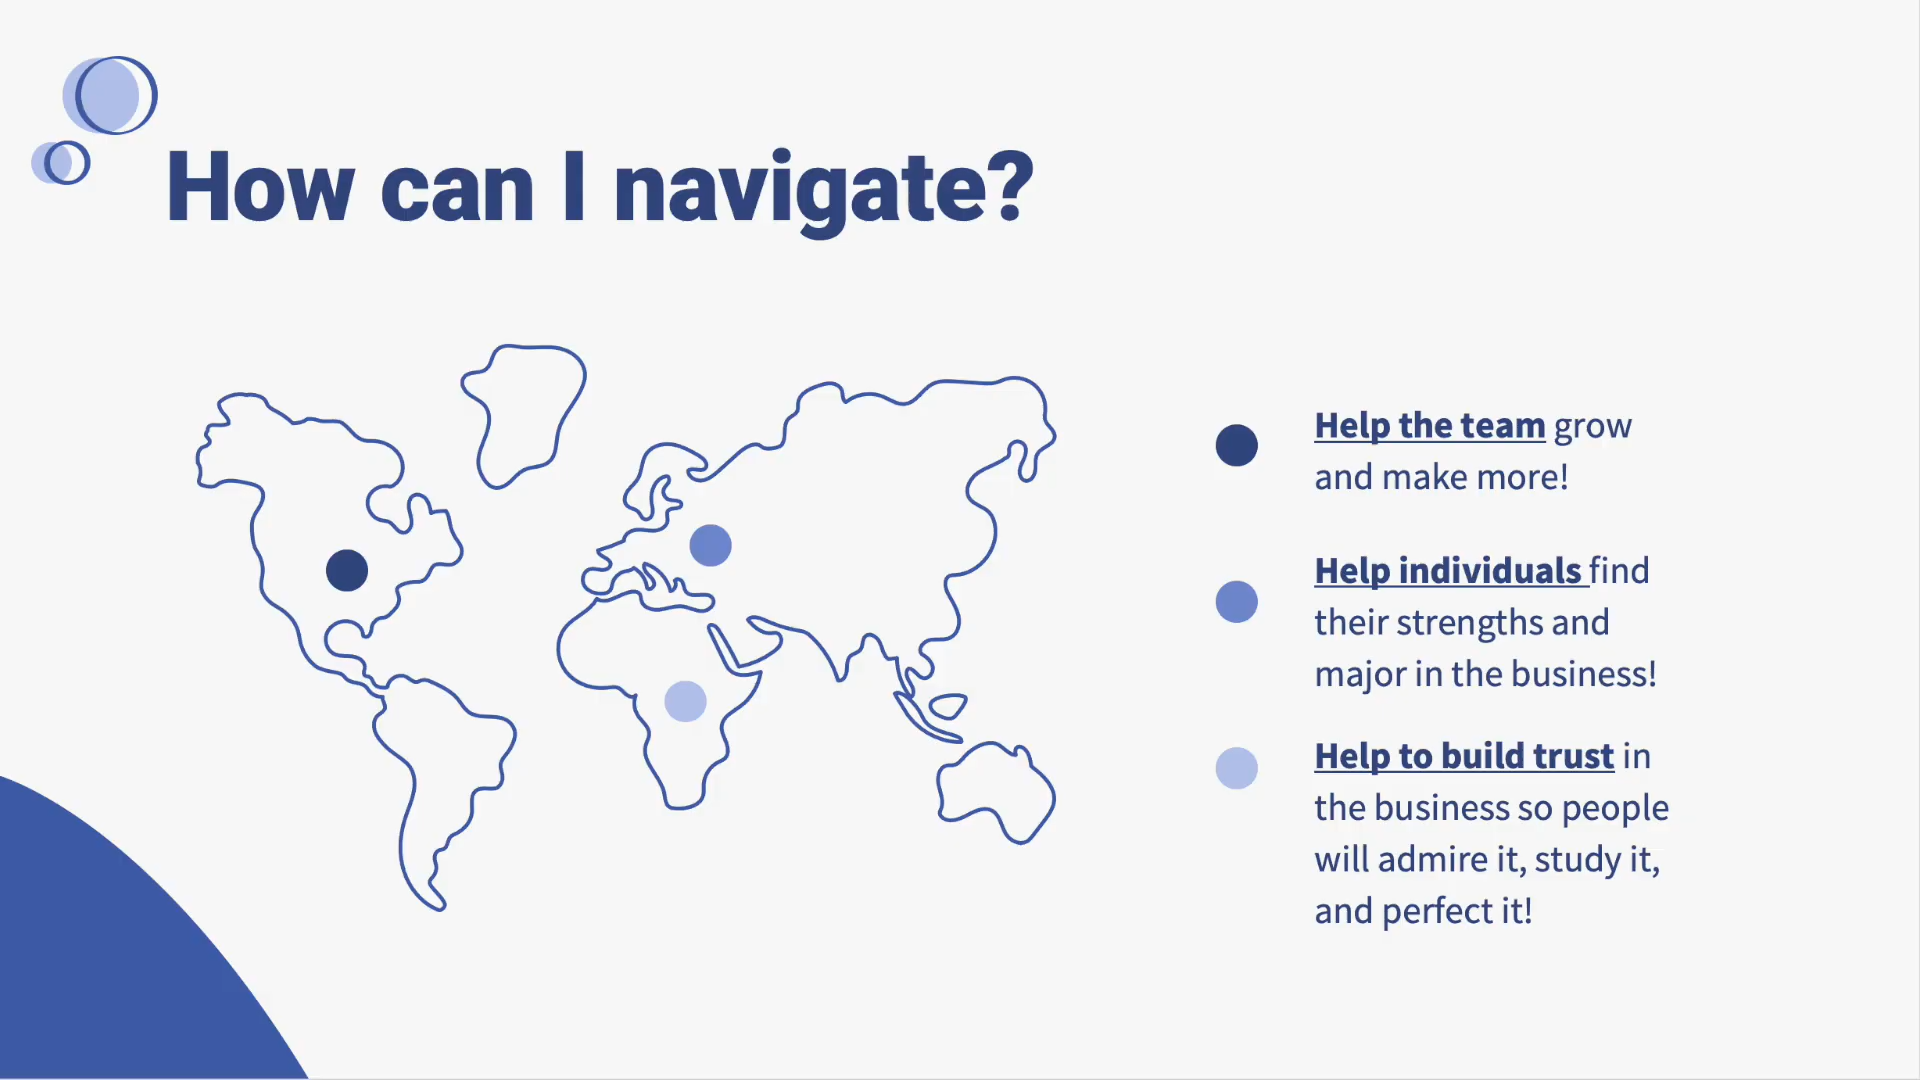 How can I navigate?
Help the team grow
and make more!
Help individuals find
their strengths and
major in the business!
Help to build trust in
the business so people
will admire it, study it,
and perfect it!